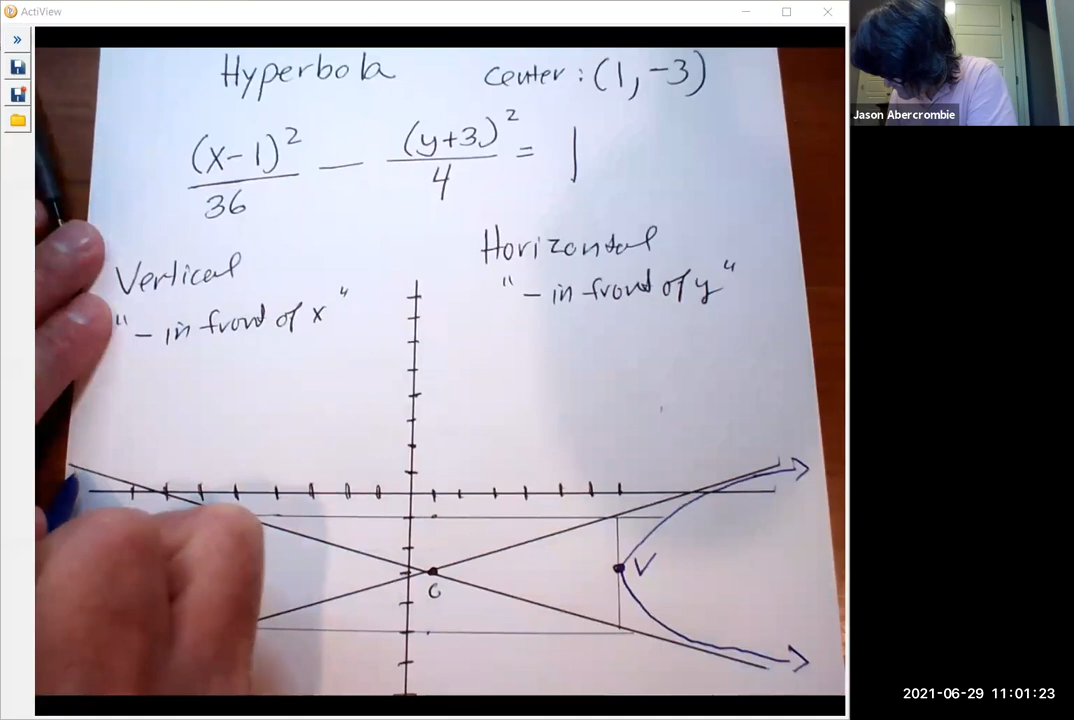 ActiView
Hyperbola
center : (1, -3)
(x-1)²/36 — (y+3)²/4 = 1
Vertical
"- in front of x"
Horizontal
"- in front of y"
C
V
Jason Abercrombie
2021-06-29 11:01:23